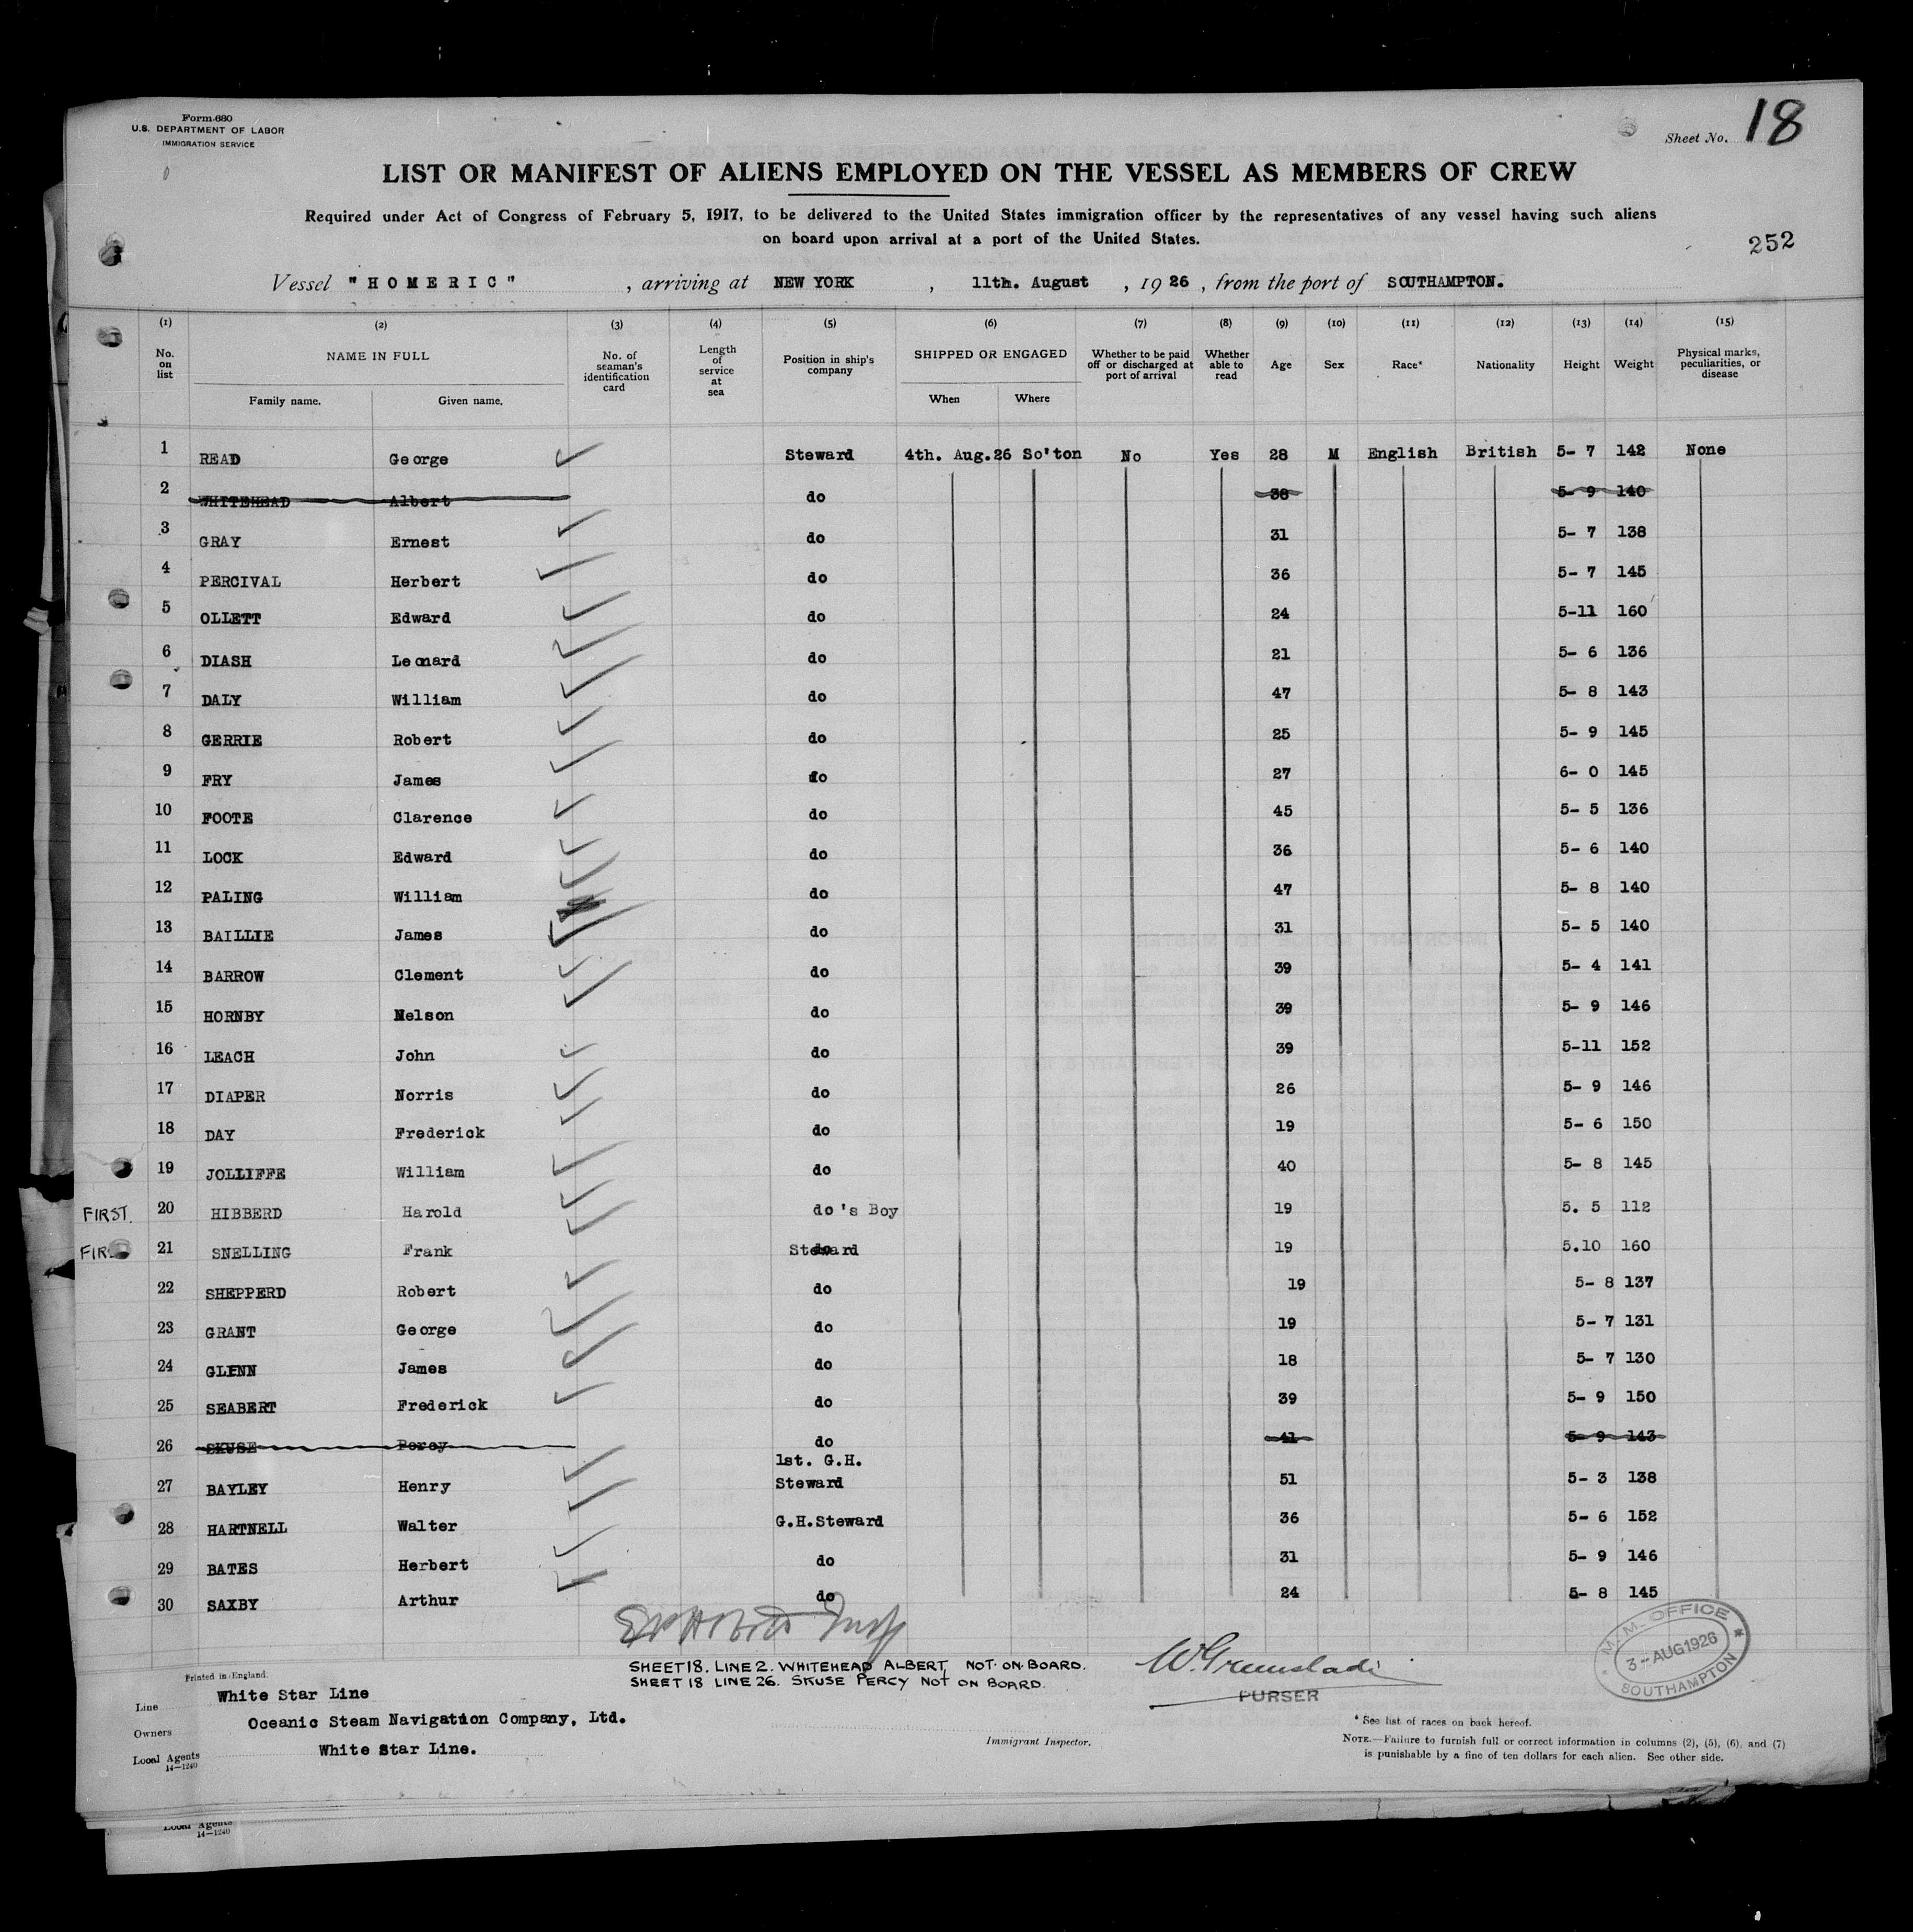 Form 680
U.S. DEPARTMENT OF LABOR
IMMIGRATION SERVICE
Sheet No. 18
LIST OR MANIFEST OF ALIENS EMPLOYED ON THE VESSEL AS MEMBERS OF CREW
Required under Act of Congress of February 5, 1917, to be delivered to the United States immigration officer by the representatives of any vessel having such aliens
on board upon arrival at a port of the United States.
252
Vessel "HOMERIC", arriving at NEW YORK, 11th. August, 1926, from the port of SOUTHAMPTON.
(1) (2) (3) (4) (5) (6) (7) (8) (9) (10) (11) (12) (13) (14) (15)
No. on list NAME IN FULL Family name. Given name. No. of seaman's identification card Length of service at sea Position in ship's company SHIPPED OR ENGAGED When Where Whether to be paid off or discharged at port of arrival Whether able to read Age Sex Race* Nationality Height Weight Physical marks, peculiarities, or disease
1 READ George Steward 4th. Aug.26 So'ton No Yes 28 M English British 5- 7 142 None
2 WHITEHEAD Albert do 38 5- 9 140
3 GRAY Ernest do 31 5- 7 138
4 PERCIVAL Herbert do 36 5- 7 145
5 OLLETT Edward do 24 5-11 160
6 DIASH Leonard do 21 5- 6 136
7 DALY William do 47 5- 8 143
8 GERRIE Robert do 25 5- 9 145
9 FRY James do 27 6- 0 145
10 FOOTE Clarence do 45 5- 5 136
11 LOCK Edward do 36 5- 6 140
12 PALING William do 47 5- 8 140
13 BAILLIE James do 31 5- 5 140
14 BARROW Clement do 39 5- 4 141
15 HORNBY Nelson do 39 5- 9 146
16 LEACH John do 39 5-11 152
17 DIAPER Norris do 26 5- 9 146
18 DAY Frederick do 19 5- 6 150
19 JOLLIFFE William do 40 5- 8 145
FIRST. 20 HIBBERD Harold do's Boy 19 5. 5 112
21 SNELLING Frank Steward 19 5.10 160
22 SHEPPERD Robert do 19 5- 8 137
23 GRANT George do 19 5- 7 131
24 GLENN James do 18 5- 7 130
25 SEABERT Frederick do 39 5- 9 150
26 SKUSE Percy do 41 5- 9 143
27 BAYLEY Henry 1st. G.H. Steward 51 5- 3 138
28 HARTNELL Walter G.H.Steward 36 5- 6 152
29 BATES Herbert do 31 5- 9 146
30 SAXBY Arthur do 24 5- 8 145
SHEET 18. LINE 2. WHITEHEAD ALBERT, NOT ON BOARD.
SHEET 18 LINE 26. SKUSE PERCY NOT ON BOARD.
W. Greenslade
PURSER
M.M. OFFICE
3-AUG 1926
SOUTHAMPTON
Printed in England.
Line White Star Line
Owners Oceanic Steam Navigation Company, Ltd.
Local Agents White Star Line.
14-1240
Immigrant Inspector.
* See list of races on back hereof.
NOTE.—Failure to furnish full or correct information in columns (2), (5), (6), and (7)
is punishable by a fine of ten dollars for each alien. See other side.
Local Agents
14-1240